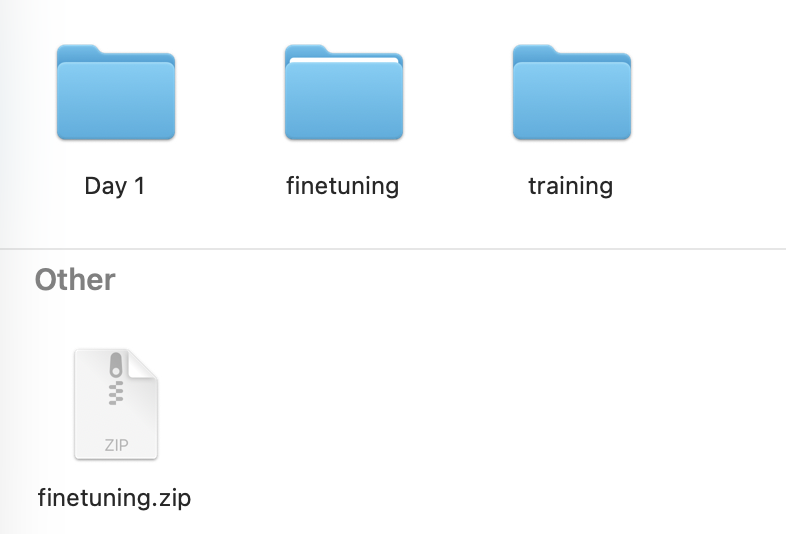 Day 1
finetuning
training
Other
ZIP
finetuning.zip